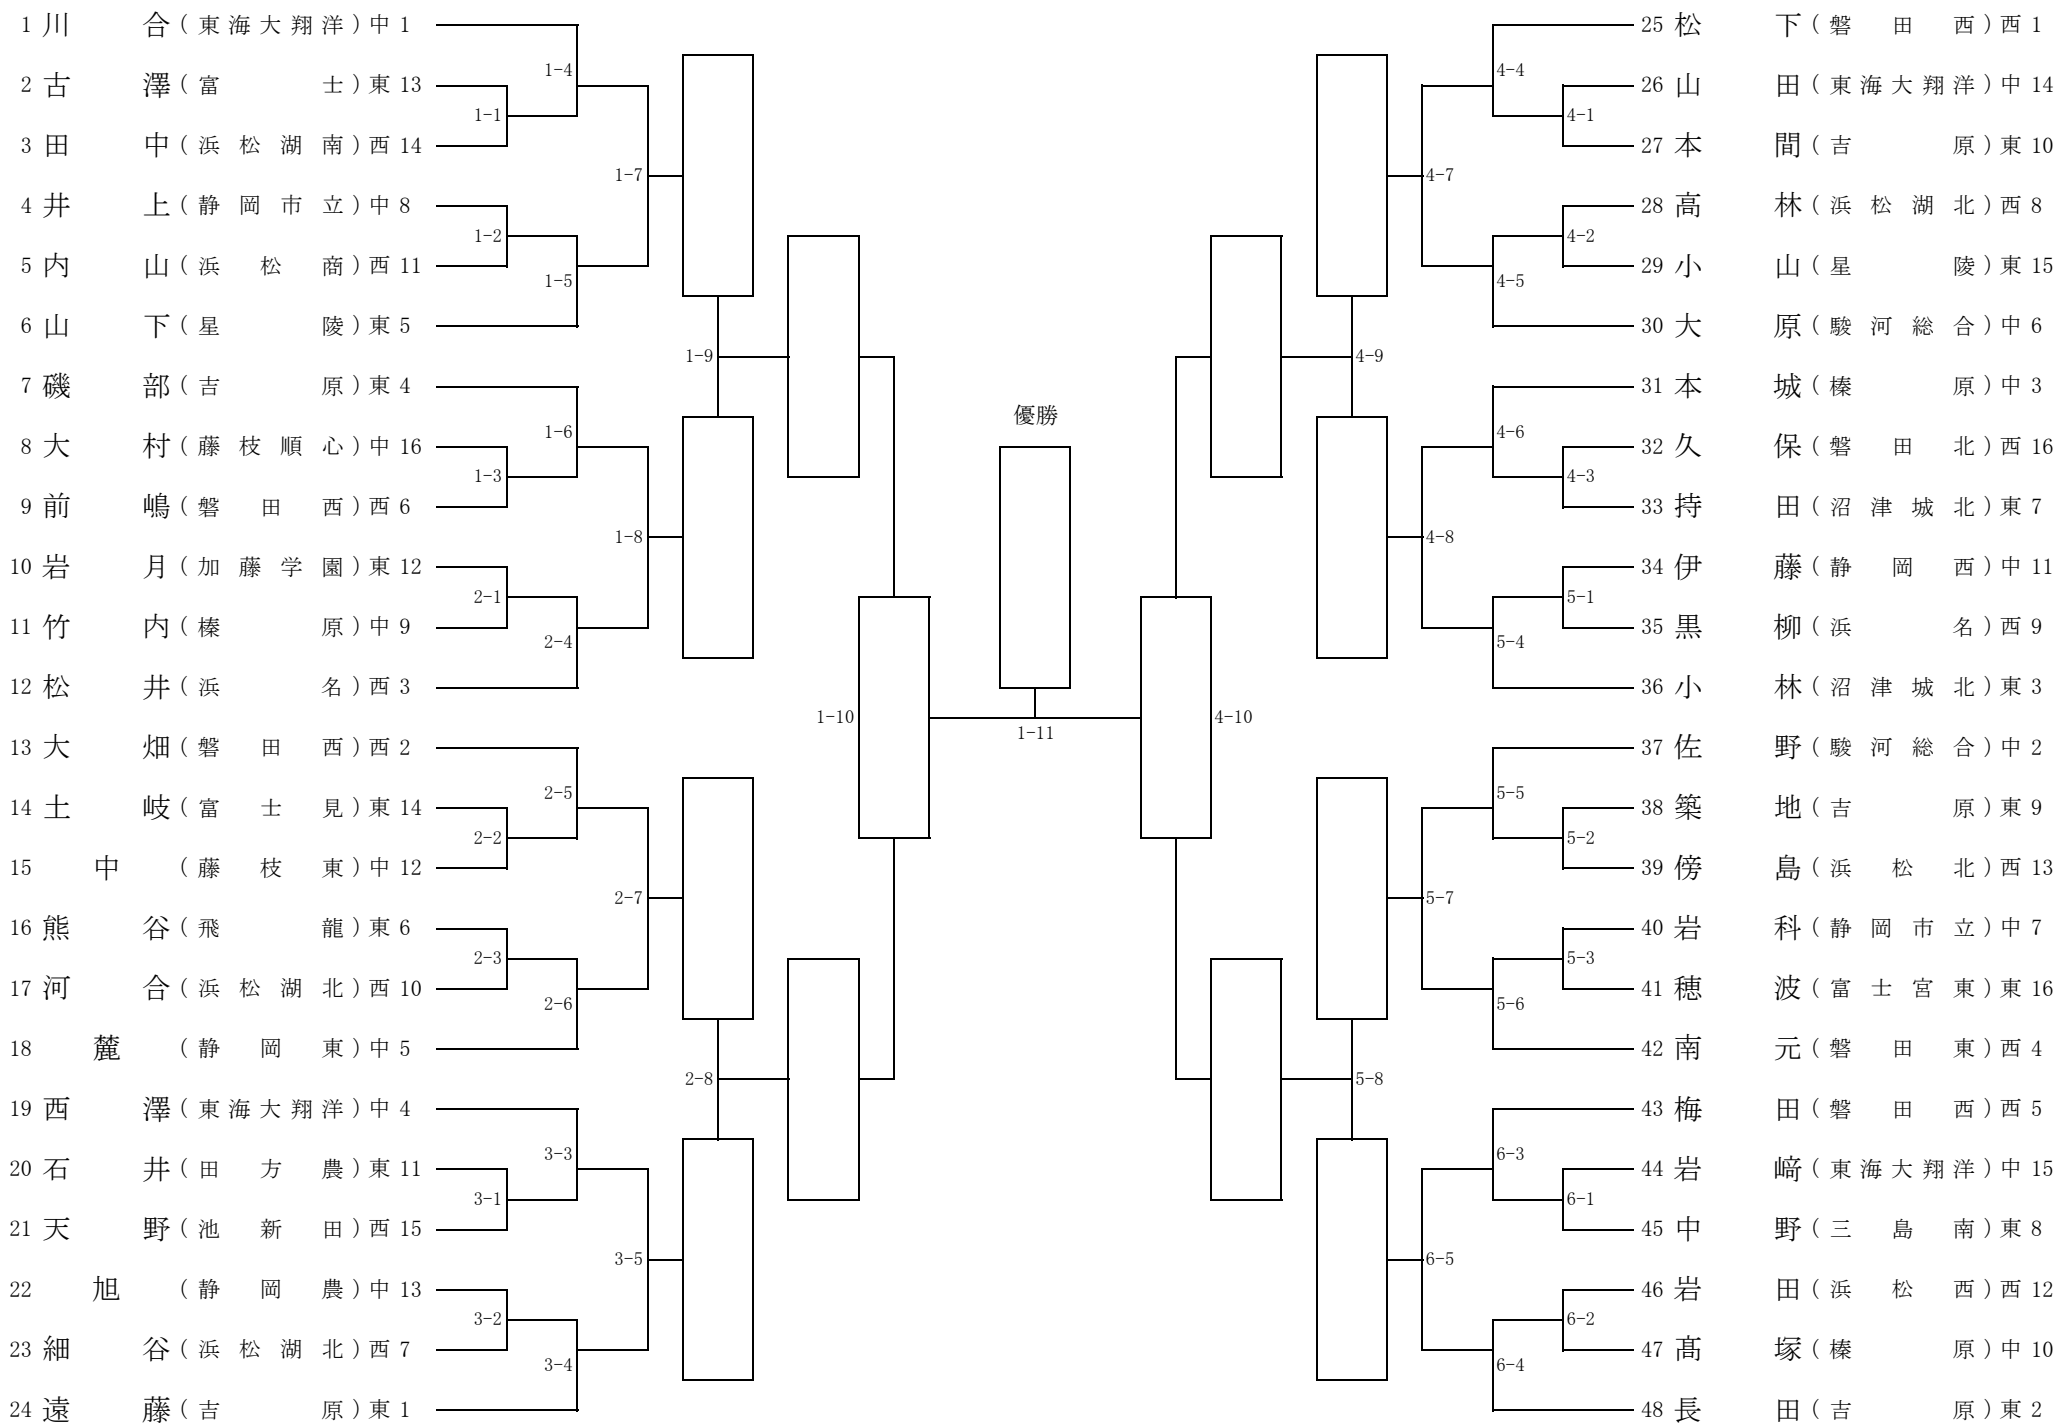 1 川合(東海大翔洋)中 1
2 古澤(富士)東 13
3 田中(浜松湖南)西 14
4 井上(静岡市立)中 8
5 内山(浜松商)西 11
6 山下(星陵)東 5
7 磯部(吉原)東 4
8 大村(藤枝順心)中 16
9 前嶋(磐田西)西 6
10 岩月(加藤学園)東 12
11 竹内(榛原)中 9
12 松井(浜名)西 3
13 大畑(磐田西)西 2
14 土岐(富士見)東 14
15 中(藤枝東)中 12
16 熊谷(飛龍)東 6
17 河合(浜松湖北)西 10
18 麓(静岡東)中 5
19 西澤(東海大翔洋)中 4
20 石井(田方農)東 11
21 天野(池新田)西 15
22 旭(静岡農)中 13
23 細谷(浜松湖北)西 7
24 遠藤(吉原)東 1
1-4
1-1
1-7
1-2
1-5
1-9
1-6
1-3
1-8
2-1
2-4
1-10
2-5
2-2
2-7
2-3
2-6
2-8
3-3
3-1
3-5
3-2
3-4
優勝
1-11
4-4
4-1
4-7
4-2
4-5
4-9
4-6
4-3
4-8
5-1
5-4
4-10
5-5
5-2
5-7
5-3
5-6
5-8
6-3
6-1
6-5
6-2
6-4
25 松下(磐田西)西 1
26 山田(東海大翔洋)中 14
27 本間(吉原)東 10
28 高林(浜松湖北)西 8
29 小山(星陵)東 15
30 大原(駿河総合)中 6
31 本城(榛原)中 3
32 久保(磐田北)西 16
33 持田(沼津城北)東 7
34 伊藤(静岡西)中 11
35 黒柳(浜名)西 9
36 小林(沼津城北)東 3
37 佐野(駿河総合)中 2
38 築地(吉原)東 9
39 傍島(浜松北)西 13
40 岩科(静岡市立)中 7
41 穂波(富士宮東)東 16
42 南元(磐田東)西 4
43 梅田(磐田西)西 5
44 岩﨑(東海大翔洋)中 15
45 中野(三島南)東 8
46 岩田(浜松西)西 12
47 髙塚(榛原)中 10
48 長田(吉原)東 2